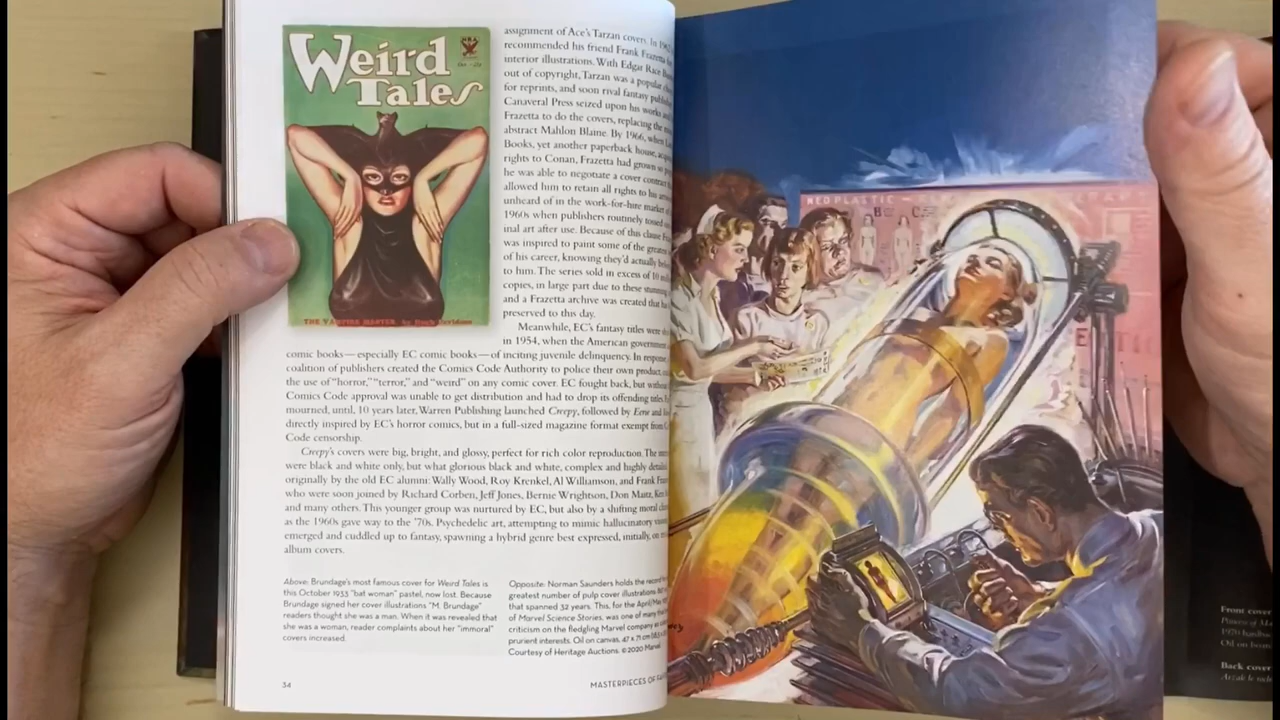 Weird
Tales
THE VAMPIRE MASTER by Hugh Davidson
assignment of Ace's Tarzan covers. In
recommended his friend Frank Frazetta
interior illustrations. With Edgar Rice
out of copyright, Tarzan was a popular
for reprints, and soon rival fantasy
Canaveral Press seized upon his works
Frazetta to do the covers, replacing the
abstract Mahlon Blaine. By 1966, when
Books, yet another paperback house,
rights to Conan, Frazetta had grown so
he was able to negotiate a cover contract
allowed him to retain all rights to his
unheard of in the work-for-hire market
1960s when publishers routinely
inal art after use. Because of this clause
was inspired to paint some of the greatest
of his career, knowing they'd actually
to him. The series sold in excess of 10
copies, in large part due to these
and a Frazetta archive was created that
preserved to this day.
Meanwhile, EC's fantasy titles were
in 1954, when the American government
comic books—especially EC comic books—of inciting juvenile delinquency. In response,
coalition of publishers created the Comics Code Authority to police their own product,
the use of "horror," "terror," and "weird" on any comic cover. EC fought back, but without
Comics Code approval was unable to get distribution and had to drop its offending titles.
mourned, until, 10 years later, Warren Publishing launched Creepy, followed by Eerie and
directly inspired by EC's horror comics, but in a full-sized magazine format exempt from
Code censorship.
Creepy's covers were big, bright, and glossy, perfect for rich color reproduction. The
were black and white only, but what glorious black and white, complex and highly detailed
originally by the old EC alumni: Wally Wood, Roy Krenkel, Al Williamson, and Frank
who were soon joined by Richard Corben, Jeff Jones, Bernie Wrightson, Don Maitz,
and many others. This younger group was nurtured by EC, but also by a shifting moral
as the 1960s gave way to the '70s. Psychedelic art, attempting to mimic hallucinatory
emerged and cuddled up to fantasy, spawning a hybrid genre best expressed, initially, on
album covers.
Above: Brundage's most famous cover for Weird Tales is
this October 1933 "bat woman" pastel, now lost. Because
Brundage signed her cover illustrations "M. Brundage"
readers thought she was a man. When it was revealed that
she was a woman, reader complaints about her "immoral"
covers increased.
Opposite: Norman Saunders holds the record
greatest number of pulp cover illustrations
that spanned 32 years. This, for the April/May
of Marvel Science Stories, was one of many
criticism on the fledgling Marvel company
prurient interests. Oil on canvas, 47 x 71 cm
Courtesy of Heritage Auctions. ©2020 Marvel
34
MASTERPIECES OF
NEOPLASTIC
B C
Front cover
Oil on
Back cover